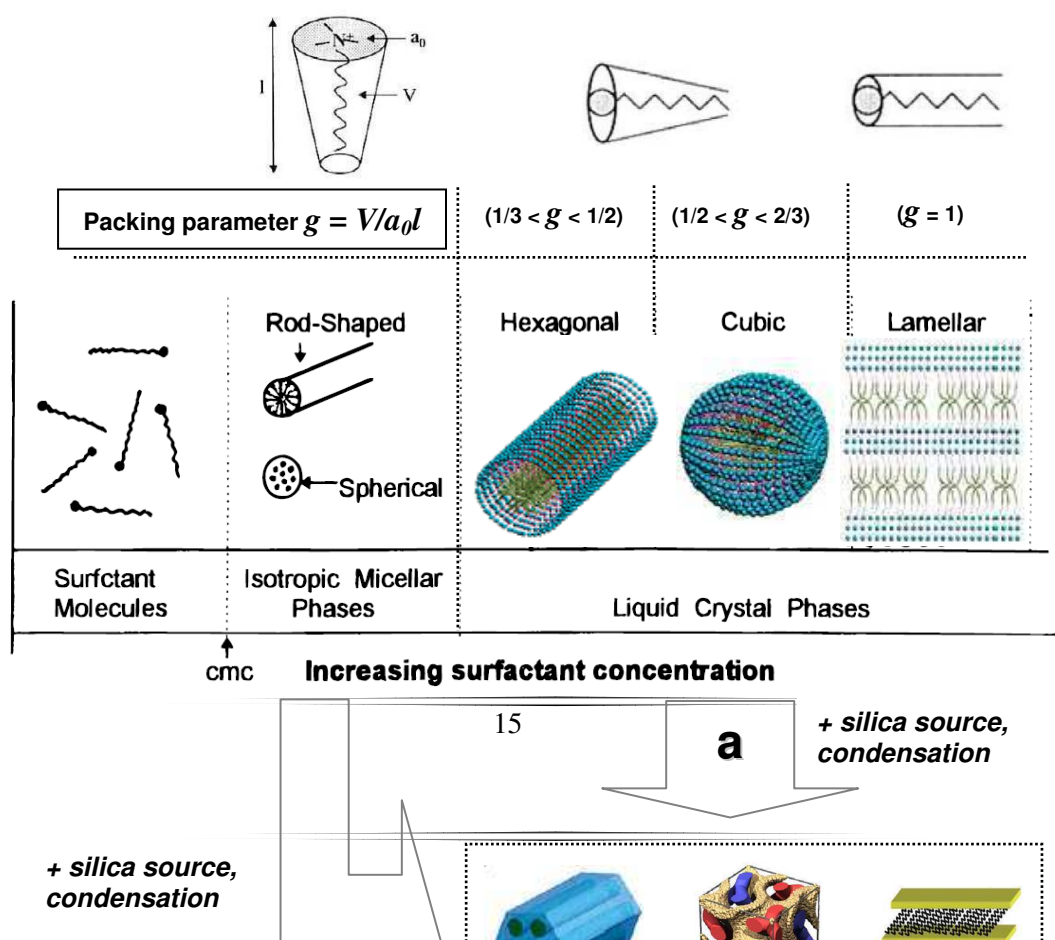 N⁺
a₀
l
V
Packing parameter g = V/a₀l
(1/3 < g < 1/2)
(1/2 < g < 2/3)
(g = 1)
Rod-Shaped
Spherical
Hexagonal
Cubic
Lamellar
Surfctant
Molecules
Isotropic Micellar
Phases
Liquid Crystal Phases
cmc
Increasing surfactant concentration
15
a
+ silica source,
condensation
+ silica source,
condensation